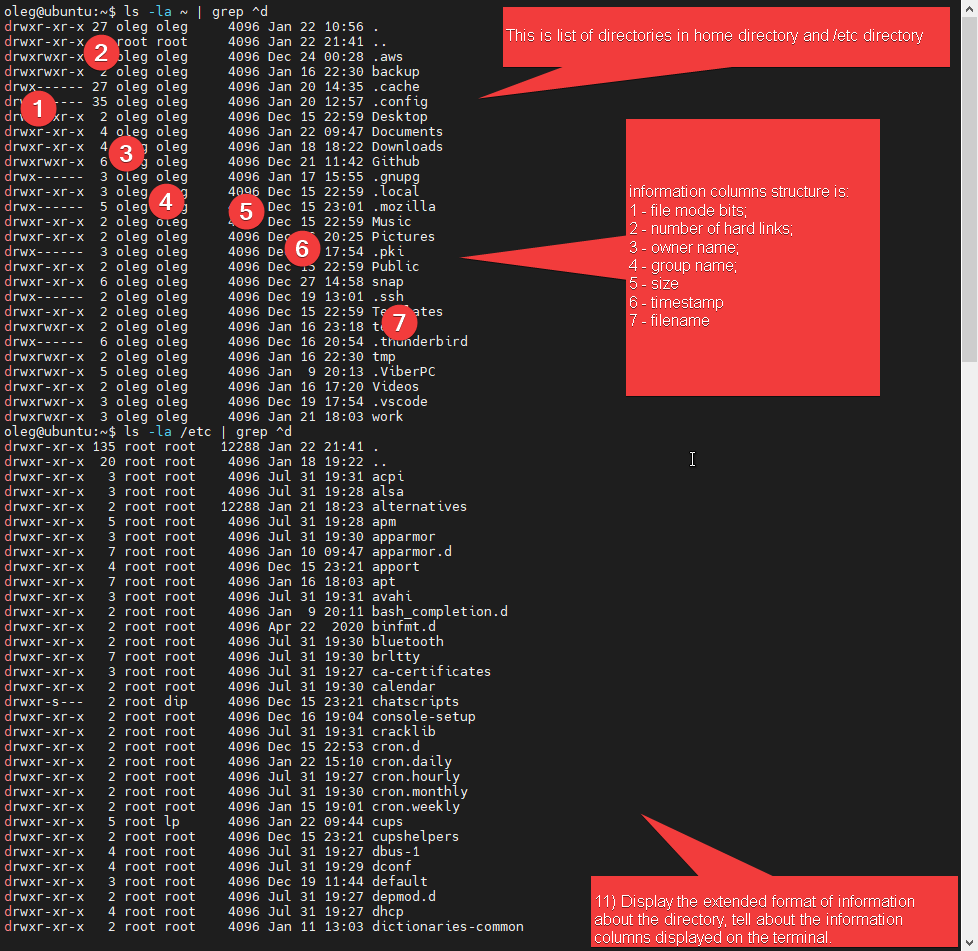 oleg@ubuntu:~$ ls -la ~ | grep ^d
drwxr-xr-x 27 oleg oleg 4096 Jan 22 10:56 .
root root 4096 Jan 22 21:41 ..
drwxrwxr-x oleg oleg 4096 Dec 24 00:28 .aws
drwxrwxr-x 2 oleg oleg 4096 Jan 16 22:30 backup
drwx------ 27 oleg oleg 4096 Jan 20 14:35 .cache
35 oleg oleg 4096 Jan 20 12:57 .config
2 oleg oleg 4096 Dec 15 22:59 Desktop
drwxr-xr-x 4 oleg oleg 4096 Jan 22 09:47 Documents
drwxr-xr-x 4 oleg 4096 Jan 18 18:22 Downloads
drwxrwxr-x 6 oleg 4096 Dec 21 11:42 Github
drwx------ 3 oleg oleg 4096 Jan 17 15:55 .gnupg
drwxr-xr-x 3 oleg 4096 Dec 15 22:59 .local
drwx------ 5 oleg Dec 15 23:01 .mozilla
drwxr-xr-x 2 oleg oleg Dec 15 22:59 Music
drwxr-xr-x 2 oleg oleg 4096 20:25 Pictures
drwx------ 3 oleg oleg 4096 17:54 .pki
drwxr-xr-x 2 oleg oleg 4096 Dec 15 22:59 Public
drwxr-xr-x 6 oleg oleg 4096 Dec 27 14:58 snap
drwx------ 2 oleg oleg 4096 Dec 19 13:01 .ssh
drwxr-xr-x 2 oleg oleg 4096 Dec 15 22:59 Templates
drwxrwxr-x 2 oleg oleg 4096 Jan 16 23:18
drwx------ 6 oleg oleg 4096 Dec 16 20:54 .thunderbird
drwxrwxr-x 2 oleg oleg 4096 Jan 16 22:30 tmp
drwxrwxr-x 5 oleg oleg 4096 Jan 9 20:13 .ViberPC
drwxr-xr-x 2 oleg oleg 4096 Jan 16 17:20 Videos
drwxrwxr-x 3 oleg oleg 4096 Dec 19 17:54 .vscode
drwxrwxr-x 3 oleg oleg 4096 Jan 21 18:03 work
oleg@ubuntu:~$ ls -la /etc | grep ^d
drwxr-xr-x 135 root root 12288 Jan 22 21:41 .
drwxr-xr-x 20 root root 4096 Jan 18 19:22 ..
drwxr-xr-x 3 root root 4096 Jul 31 19:31 acpi
drwxr-xr-x 3 root root 4096 Jul 31 19:28 alsa
drwxr-xr-x 2 root root 12288 Jan 21 18:23 alternatives
drwxr-xr-x 5 root root 4096 Jul 31 19:28 apm
drwxr-xr-x 3 root root 4096 Jul 31 19:30 apparmor
drwxr-xr-x 7 root root 4096 Jan 10 09:47 apparmor.d
drwxr-xr-x 4 root root 4096 Dec 15 23:21 apport
drwxr-xr-x 7 root root 4096 Jan 16 18:03 apt
drwxr-xr-x 3 root root 4096 Jul 31 19:31 avahi
drwxr-xr-x 2 root root 4096 Jan 9 20:11 bash_completion.d
drwxr-xr-x 2 root root 4096 Apr 22 2020 binfmt.d
drwxr-xr-x 2 root root 4096 Jul 31 19:30 bluetooth
drwxr-xr-x 7 root root 4096 Jul 31 19:30 brltty
drwxr-xr-x 3 root root 4096 Jul 31 19:27 ca-certificates
drwxr-xr-x 2 root root 4096 Jul 31 19:30 calendar
drwxr-s--- 2 root dip 4096 Dec 15 23:21 chatscripts
drwxr-xr-x 2 root root 4096 Dec 16 19:04 console-setup
drwxr-xr-x 2 root root 4096 Jul 31 19:31 cracklib
drwxr-xr-x 2 root root 4096 Dec 15 22:53 cron.d
drwxr-xr-x 2 root root 4096 Jan 22 15:10 cron.daily
drwxr-xr-x 2 root root 4096 Jul 31 19:27 cron.hourly
drwxr-xr-x 2 root root 4096 Jul 31 19:30 cron.monthly
drwxr-xr-x 2 root root 4096 Jan 15 19:01 cron.weekly
drwxr-xr-x 5 root lp 4096 Jan 22 09:44 cups
drwxr-xr-x 2 root root 4096 Dec 15 23:21 cupshelpers
drwxr-xr-x 4 root root 4096 Jul 31 19:27 dbus-1
drwxr-xr-x 4 root root 4096 Jul 31 19:29 dconf
drwxr-xr-x 3 root root 4096 Dec 19 11:44 default
drwxr-xr-x 2 root root 4096 Jul 31 19:27 depmod.d
drwxr-xr-x 4 root root 4096 Jul 31 19:27 dhcp
drwxr-xr-x 2 root root 4096 Jan 11 13:03 dictionaries-common
2
1
3
4
5
6
7
This is list of directories in home directory and /etc directory
information columns structure is:
1 - file mode bits;
2 - number of hard links;
3 - owner name;
4 - group name;
5 - size
6 - timestamp
7 - filename
11) Display the extended format of information
about the directory, tell about the information
columns displayed on the terminal.